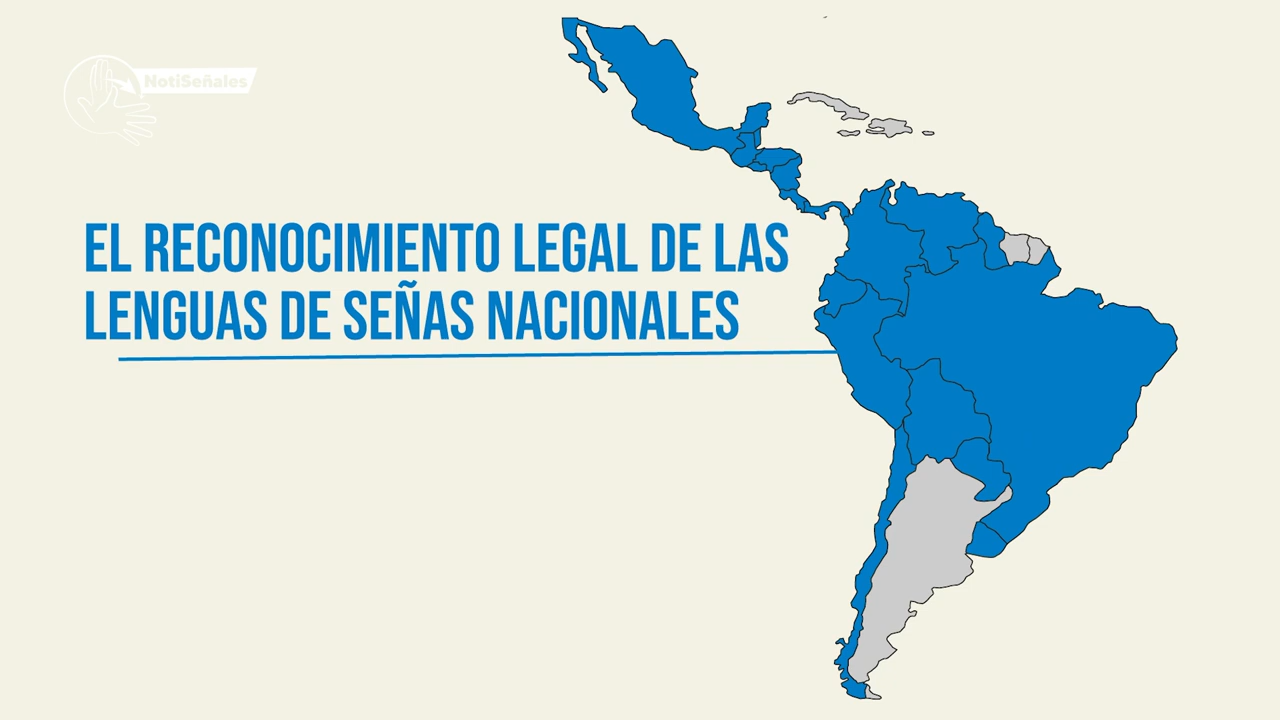 NotiSeñales
EL RECONOCIMIENTO LEGAL DE LAS
LENGUAS DE SEÑAS NACIONALES